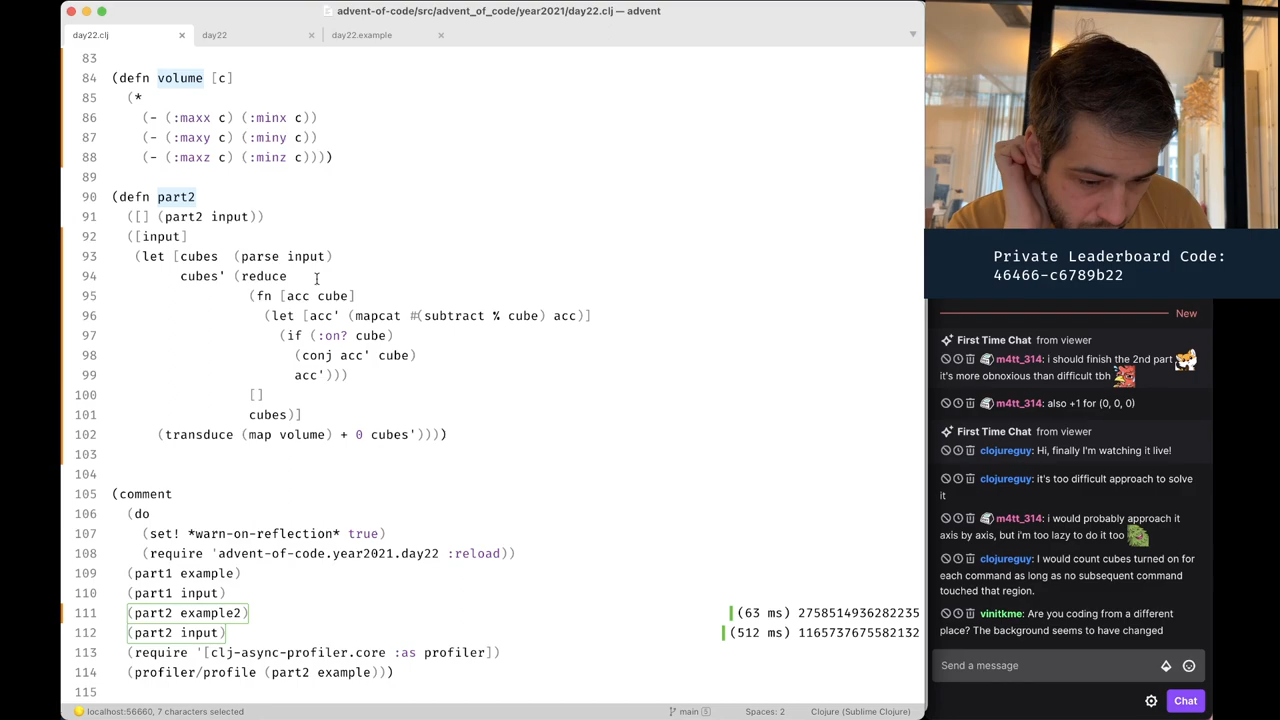 advent-of-code/src/advent_of_code/year2021/day22.clj — advent
day22.clj
day22
day22.example
83
84 (defn volume [c]
85 (*
86 (- (:maxx c) (:minx c))
87 (- (:maxy c) (:miny c))
88 (- (:maxz c) (:minz c))))
89
90 (defn part2
91 ([] (part2 input))
92 ([input]
93 (let [cubes  (parse input)
94 cubes' (reduce
95 (fn [acc cube]
96 (let [acc' (mapcat #(subtract % cube) acc)]
97 (if (:on? cube)
98 (conj acc' cube)
99 acc')))
100 []
101 cubes)]
102 (transduce (map volume) + 0 cubes'))))
103
104
105 (comment
106 (do
107 (set! *warn-on-reflection* true)
108 (require 'advent-of-code.year2021.day22 :reload))
109 (part1 example)
110 (part1 input)
111 (part2 example2) (63 ms) 2758514936282235
112 (part2 input) (512 ms) 1165737675582132
113 (require '[clj-async-profiler.core :as profiler])
114 (profiler/profile (part2 example)))
115
localhost:56660, 7 characters selected
main 5
Spaces: 2
Clojure (Sublime Clojure)
Private Leaderboard Code:
46466-c6789b22
New
First Time Chat from viewer
m4tt_314: i should finish the 2nd part
it's more obnoxious than difficult tbh
m4tt_314: also +1 for (0, 0, 0)
First Time Chat from viewer
clojureguy: Hi, finally I'm watching it live!
clojureguy: it's too difficult approach to solve
it
m4tt_314: i would probably approach it
axis by axis, but i'm too lazy to do it too
clojureguy: I would count cubes turned on for
each command as long as no subsequent command
touched that region.
vinitkme: Are you coding from a different
place? The background seems to have changed
Send a message
Chat